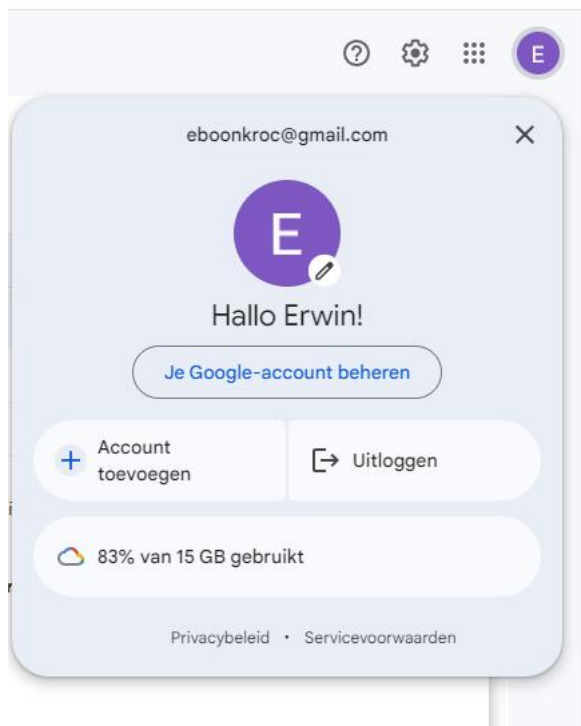 E
eboonkroc@gmail.com
E
Hallo Erwin!
Je Google-account beheren
Account
toevoegen
Uitloggen
83% van 15 GB gebruikt
Privacybeleid • Servicevoorwaarden